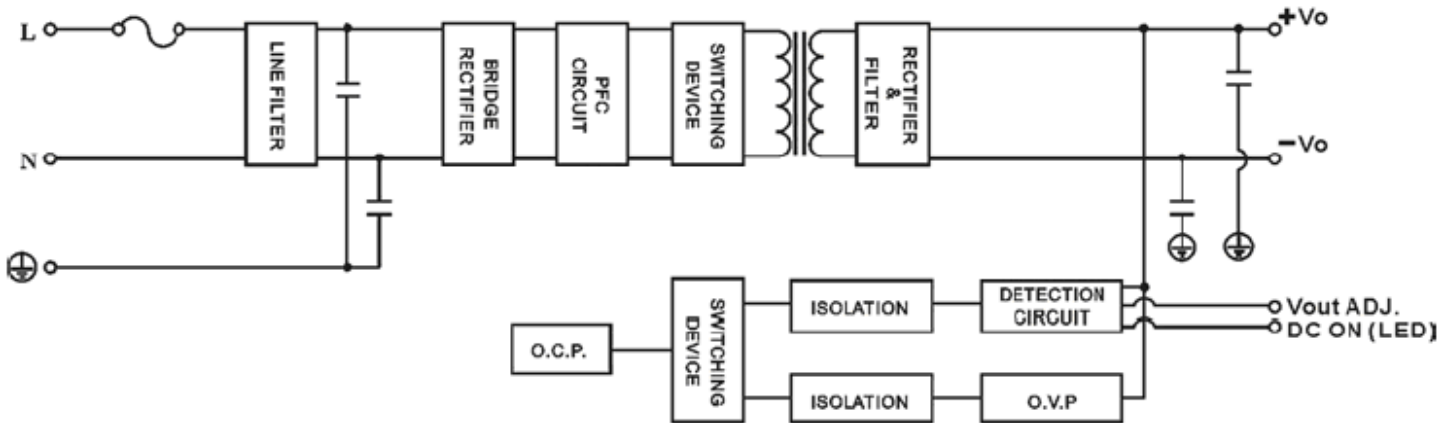 L
N
LINE FILTER
BRIDGE
RECTIFIER
PFC
CIRCUIT
SWITCHING
DEVICE
RECTIFIER
&
FILTER
+Vo
−Vo
SWITCHING
DEVICE
O.C.P.
ISOLATION
DETECTION
CIRCUIT
Vout ADJ.
DC ON (LED)
ISOLATION
O.V.P